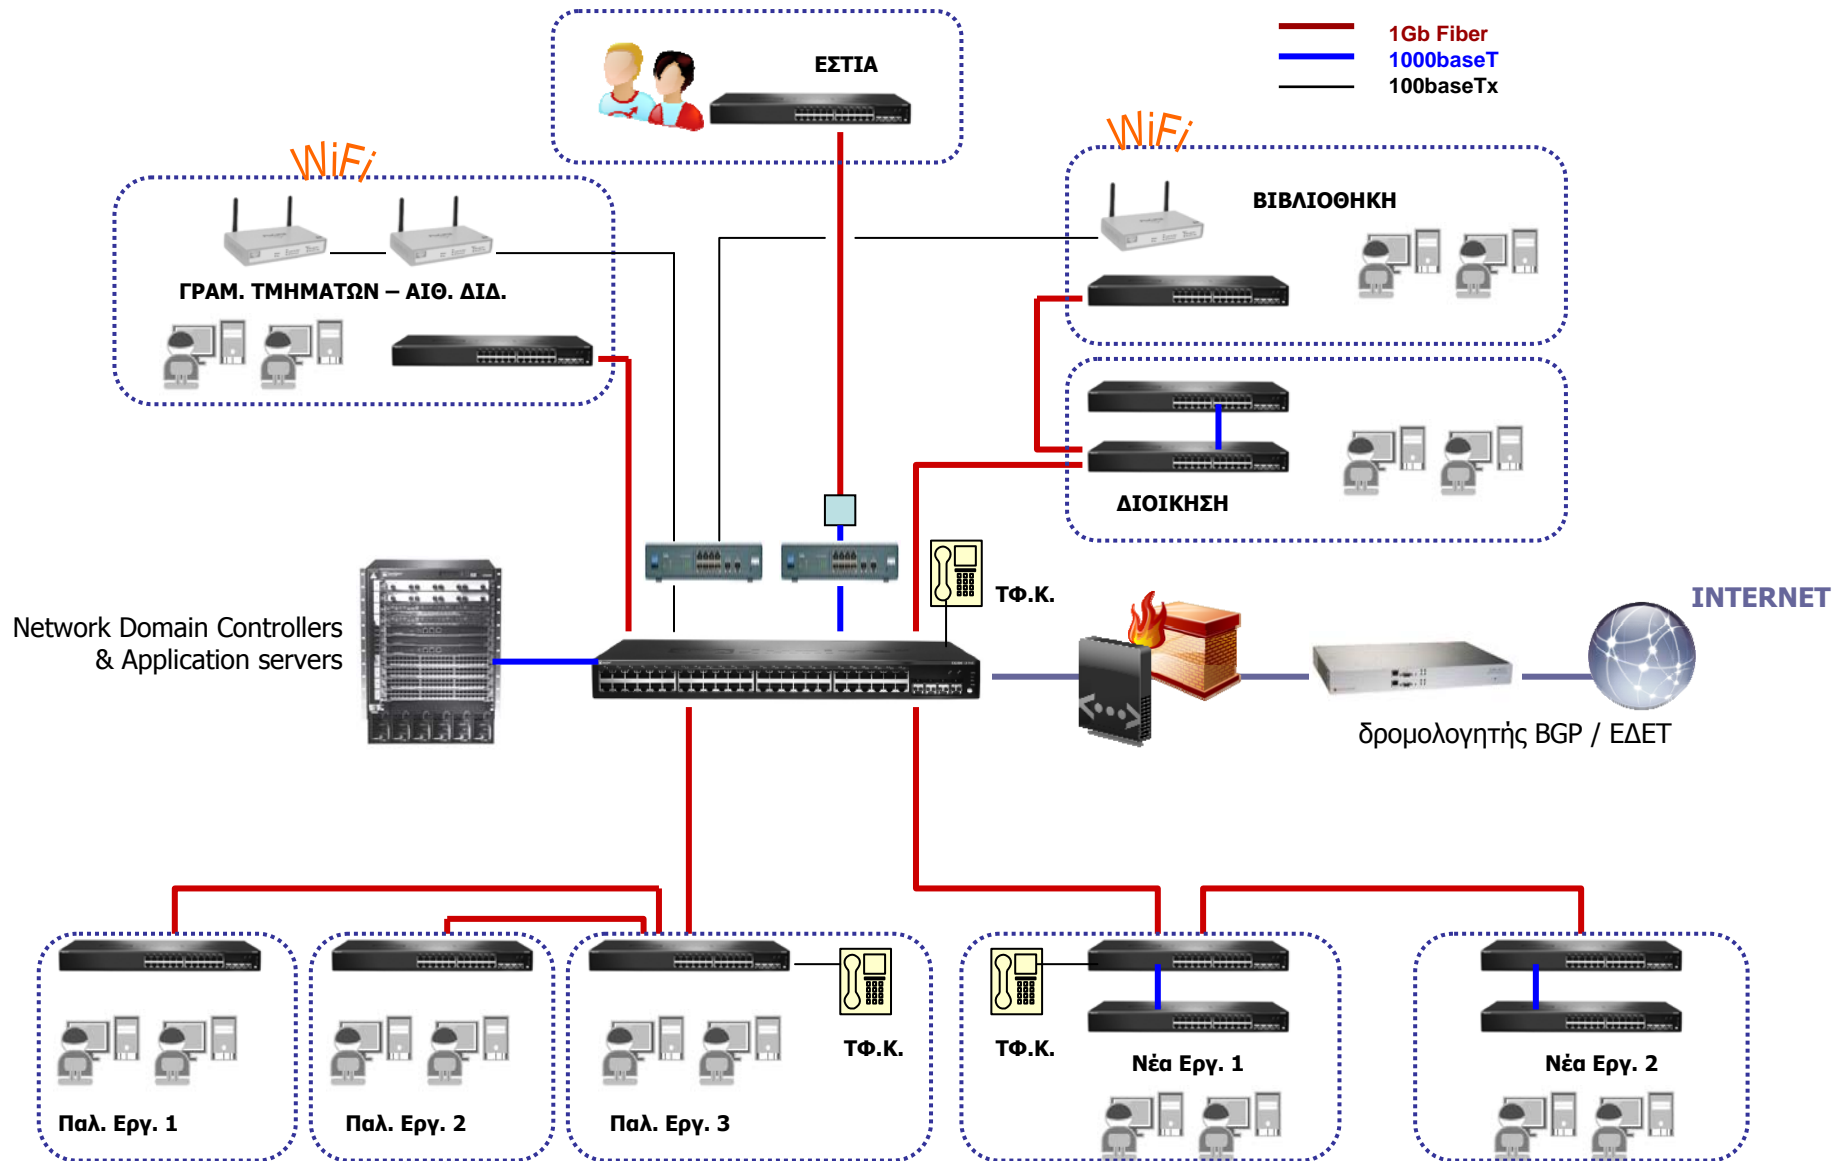 1Gb Fiber
1000baseT
100baseTx
ΕΣΤΙΑ
WiFi
WiFi
ΒΙΒΛΙΟΘΗΚΗ
ΓΡΑΜ. ΤΜΗΜΑΤΩΝ – ΑΙΘ. ΔΙΔ.
ΔΙΟΙΚΗΣΗ
ΤΦ.Κ.
INTERNET
Network Domain Controllers
& Application servers
<•••>
δρομολογητής BGP / ΕΔΕΤ
ΤΦ.Κ.
ΤΦ.Κ.
Νέα Εργ. 1
Νέα Εργ. 2
Παλ. Εργ. 1
Παλ. Εργ. 2
Παλ. Εργ. 3